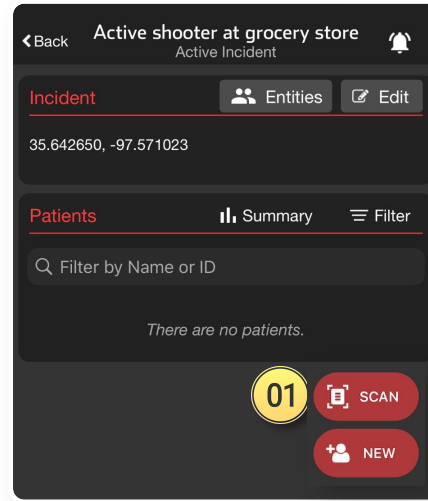 Back Active shooter at grocery store
Active Incident
Incident Entities Edit
35.642650, -97.571023
Patients Summary Filter
Filter by Name or ID
There are no patients.
01 SCAN
NEW